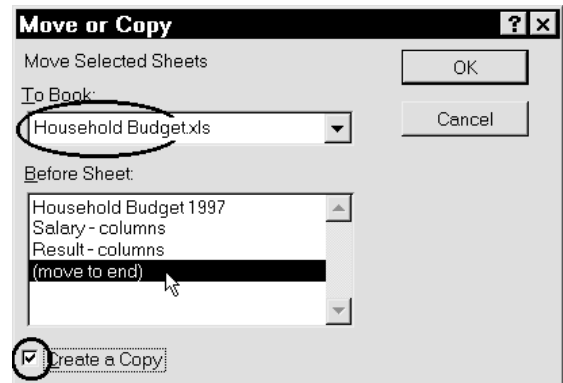 Move or Copy
Move Selected Sheets
OK
To Book:
Household Budget.xls
Cancel
Before Sheet:
Household Budget 1997
Salary - columns
Result - columns
(move to end)
Create a Copy